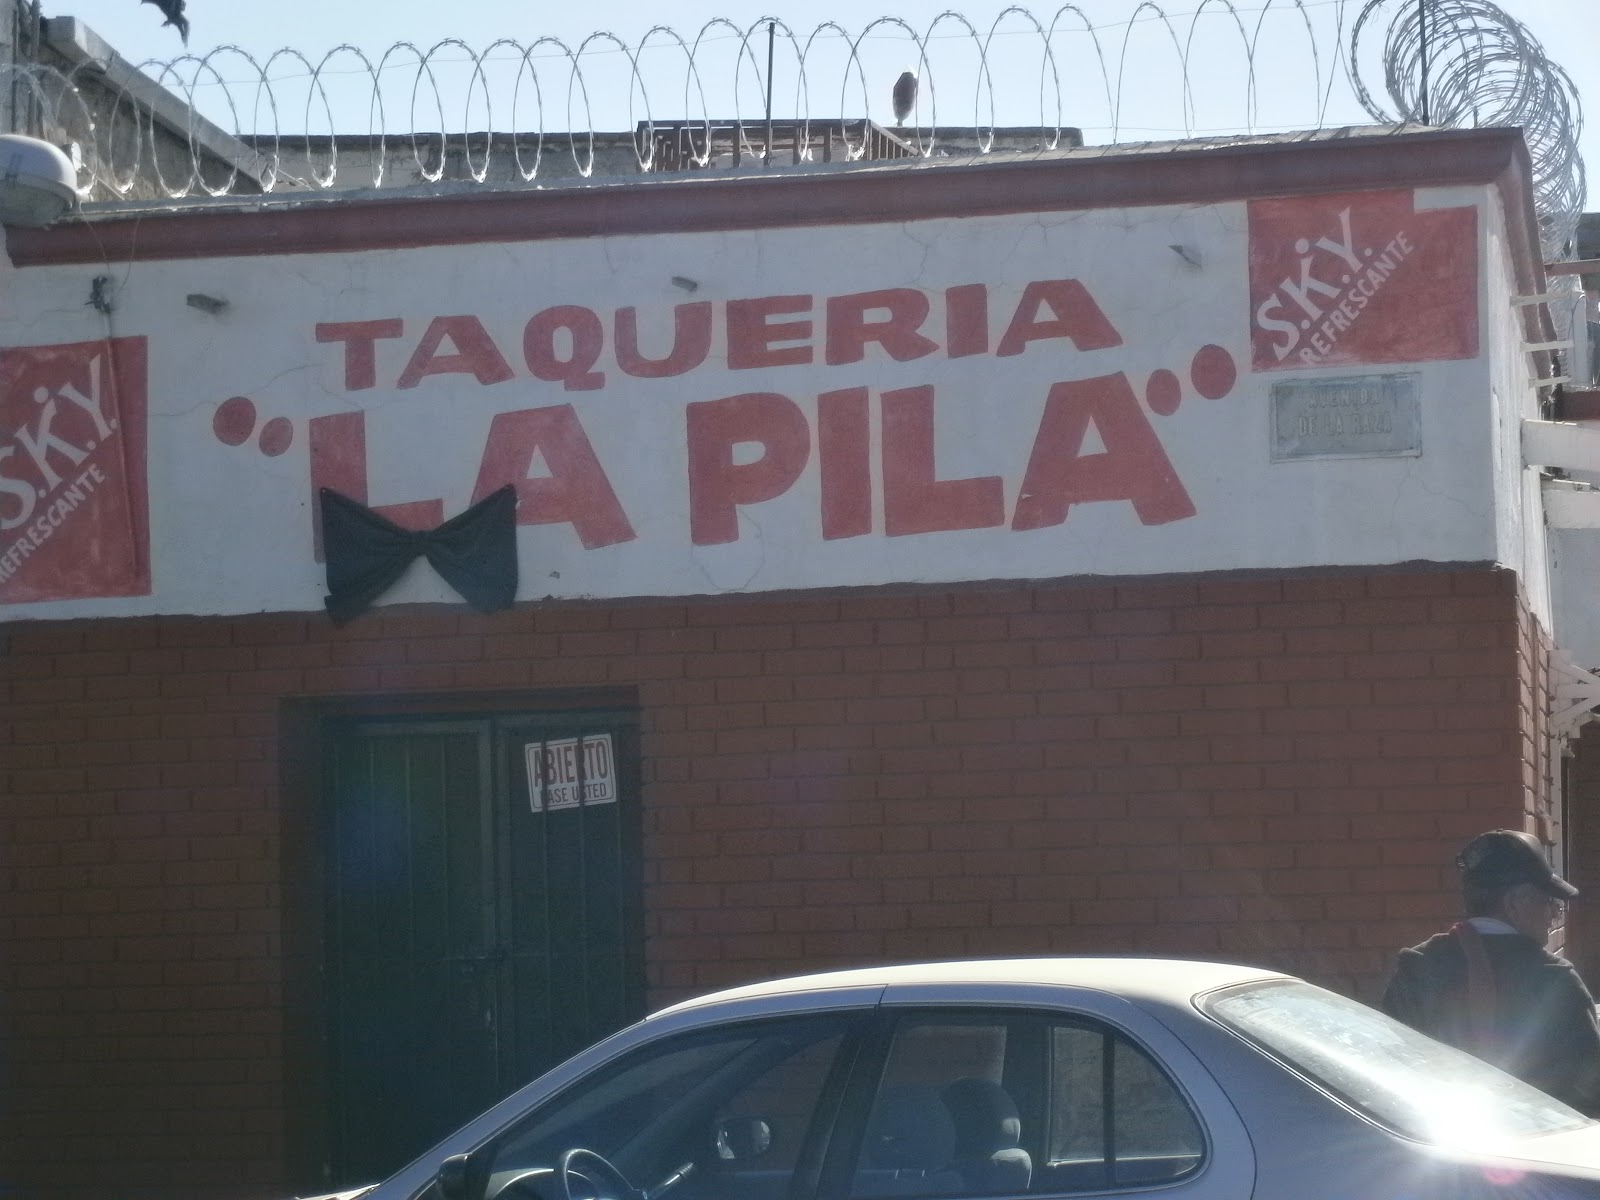 TAQUERIA
"LA PILA"
S.K.Y.
REFRESCANTE
S.K.Y.
REFRESCANTE
AVENIDA
DE LA RAZA
ABIERTO
PASE USTED